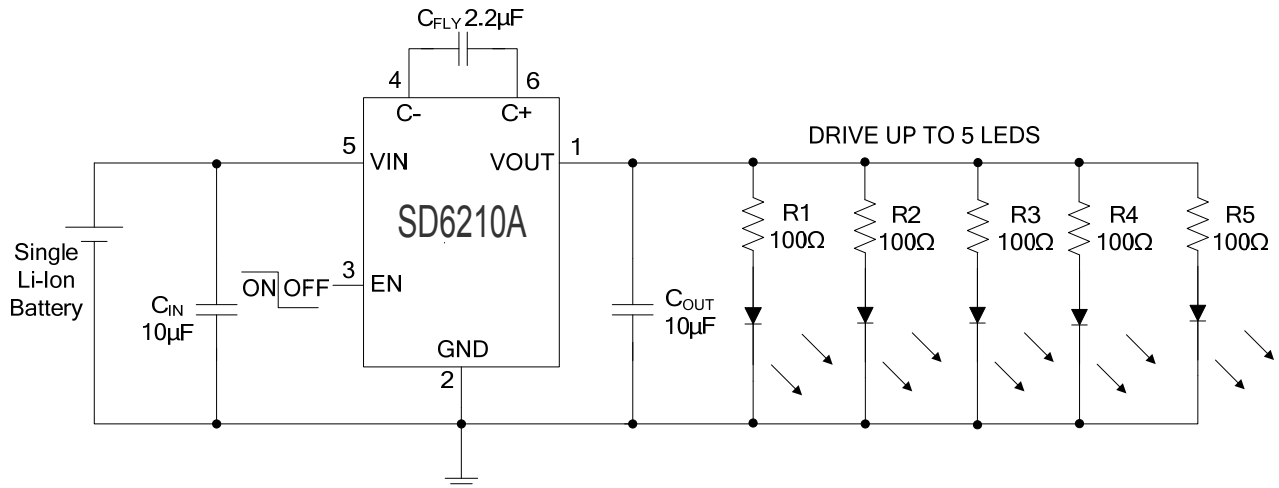 CFLY 2.2µF
4
6
C-
C+
DRIVE UP TO 5 LEDS
5
VIN
VOUT
1
SD6210A
R1
100Ω
R2
100Ω
R3
100Ω
R4
100Ω
R5
100Ω
Single
Li-Ion
Battery
ON OFF
3
EN
CIN
10µF
COUT
10µF
GND
2